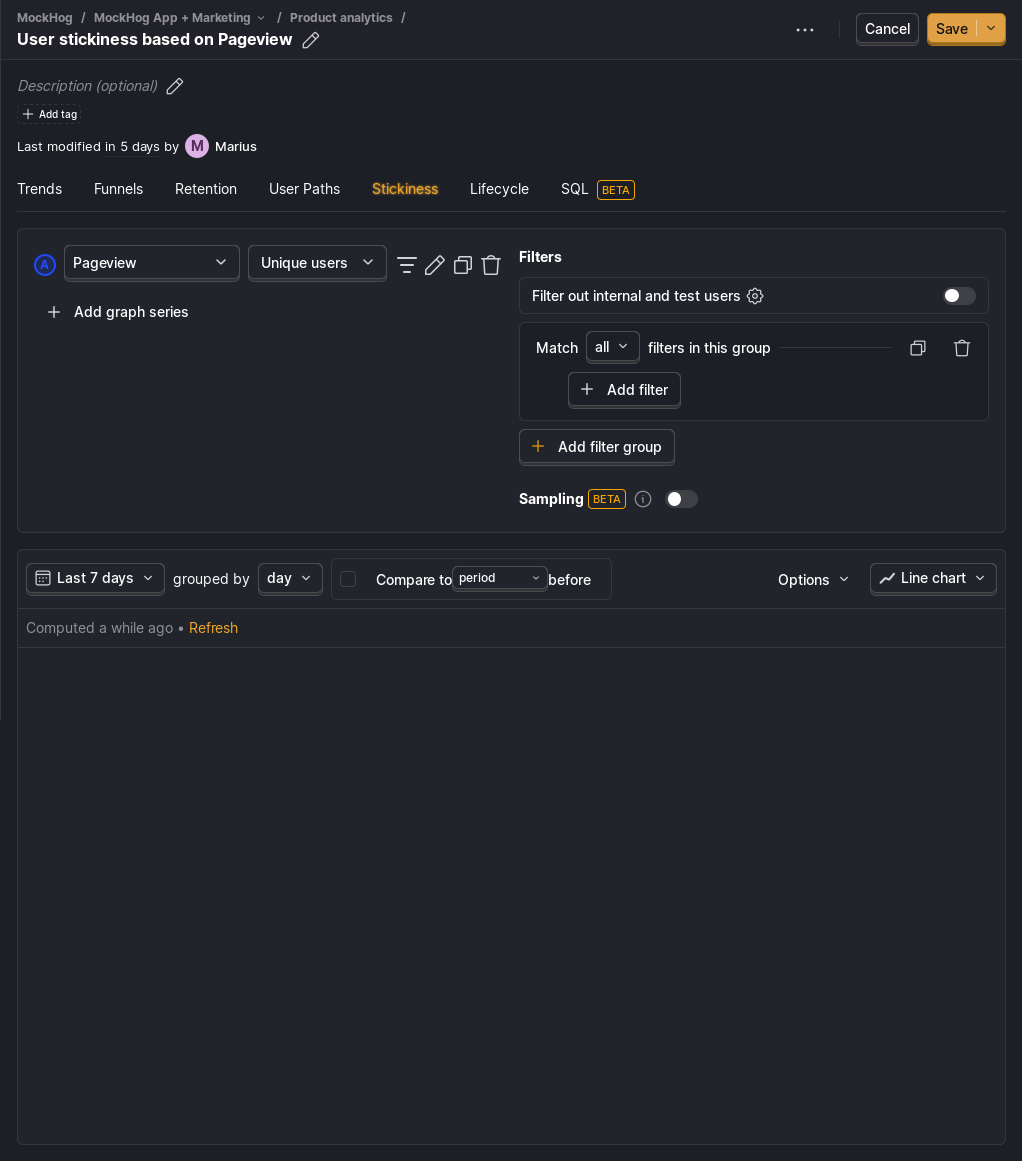 MockHog / MockHog App + Marketing / Product analytics /
User stickiness based on Pageview
Cancel
Save
Description (optional)
Add tag
Last modified in 5 days by M Marius
Trends Funnels Retention User Paths Stickiness Lifecycle SQL BETA
A Pageview Unique users
Add graph series
Filters
Filter out internal and test users
Match all filters in this group
Add filter
Add filter group
Sampling BETA
Last 7 days grouped by day Compare to period before Options Line chart
Computed a while ago • Refresh